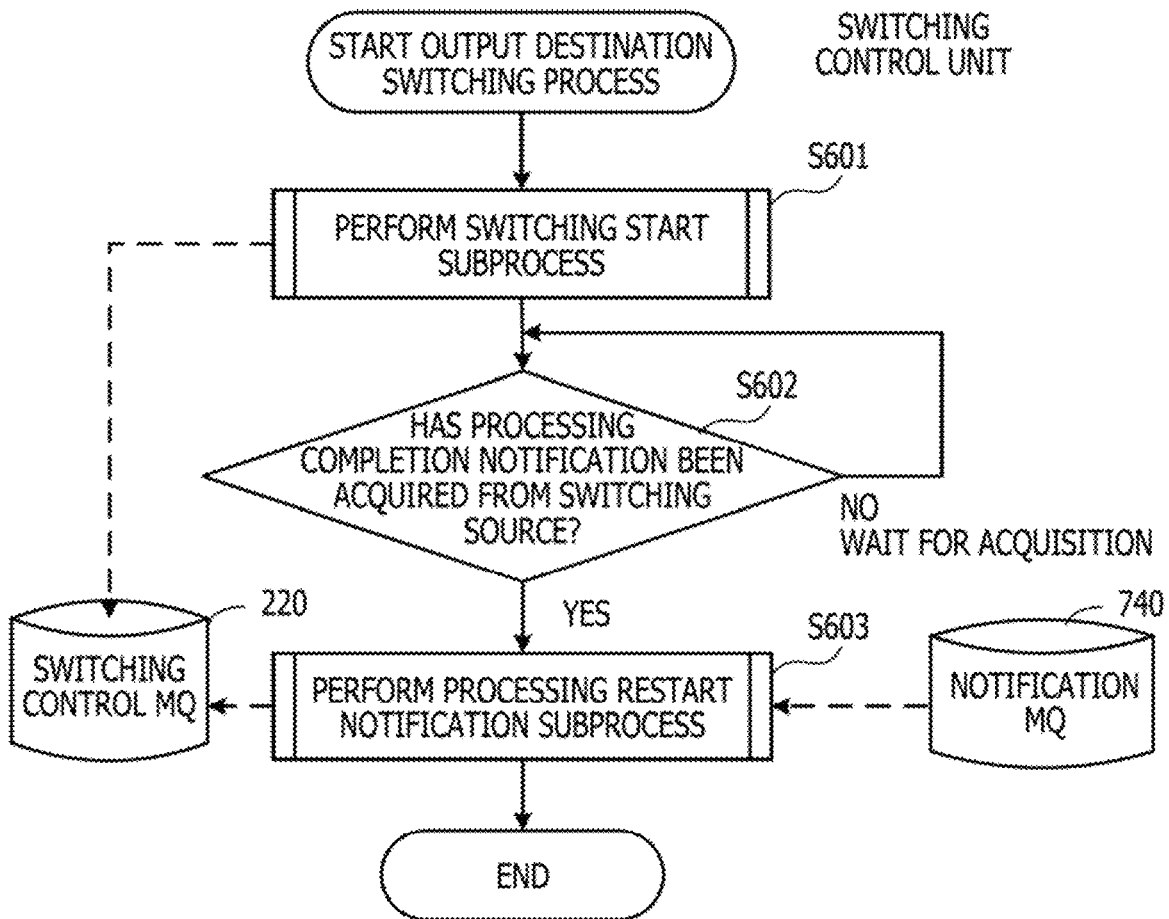 START OUTPUT DESTINATION
SWITCHING PROCESS
SWITCHING
CONTROL UNIT
S601
PERFORM SWITCHING START
SUBPROCESS
S602
HAS PROCESSING
COMPLETION NOTIFICATION BEEN
ACQUIRED FROM SWITCHING
SOURCE?
NO
WAIT FOR ACQUISITION
YES
220
SWITCHING
CONTROL MQ
S603
PERFORM PROCESSING RESTART
NOTIFICATION SUBPROCESS
740
NOTIFICATION
MQ
END